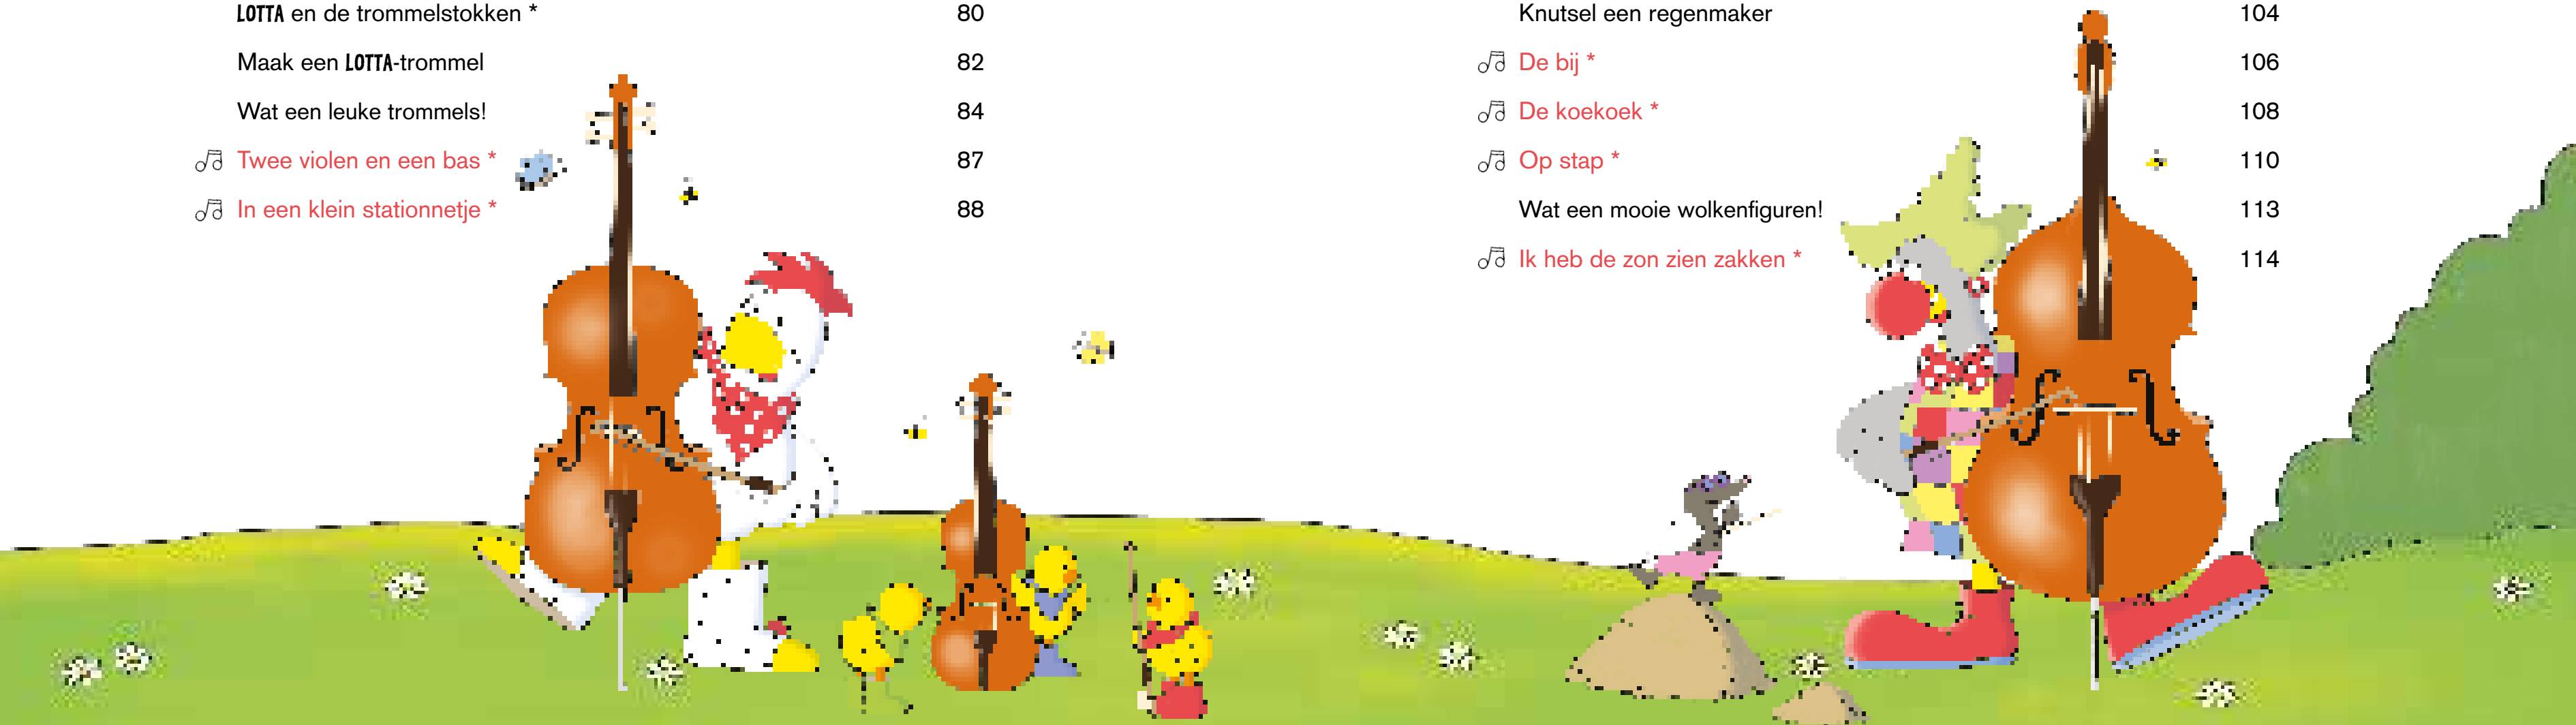 LOTTA en de trommelstokken * 80
Maak een LOTTA-trommel 82
Wat een leuke trommels! 84
Twee violen en een bas * 87
In een klein stationnetje * 88
Knutsel een regenmaker 104
De bij * 106
De koekoek * 108
Op stap * 110
Wat een mooie wolkenfiguren! 113
Ik heb de zon zien zakken * 114